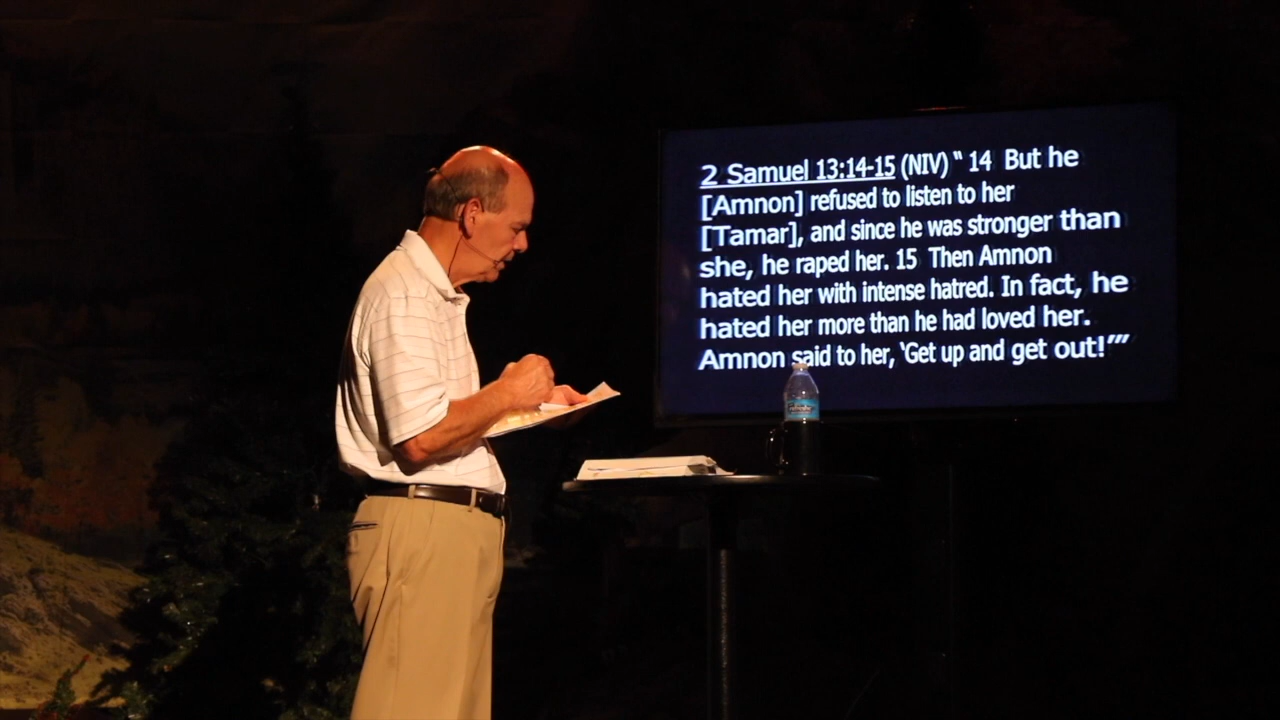 2 Samuel 13:14-15 (NIV) “ 14 But he
[Amnon] refused to listen to her
[Tamar], and since he was stronger than
she, he raped her. 15 Then Amnon
hated her with intense hatred. In fact, he
hated her more than he had loved her.
Amnon said to her, ‘Get up and get out!’”